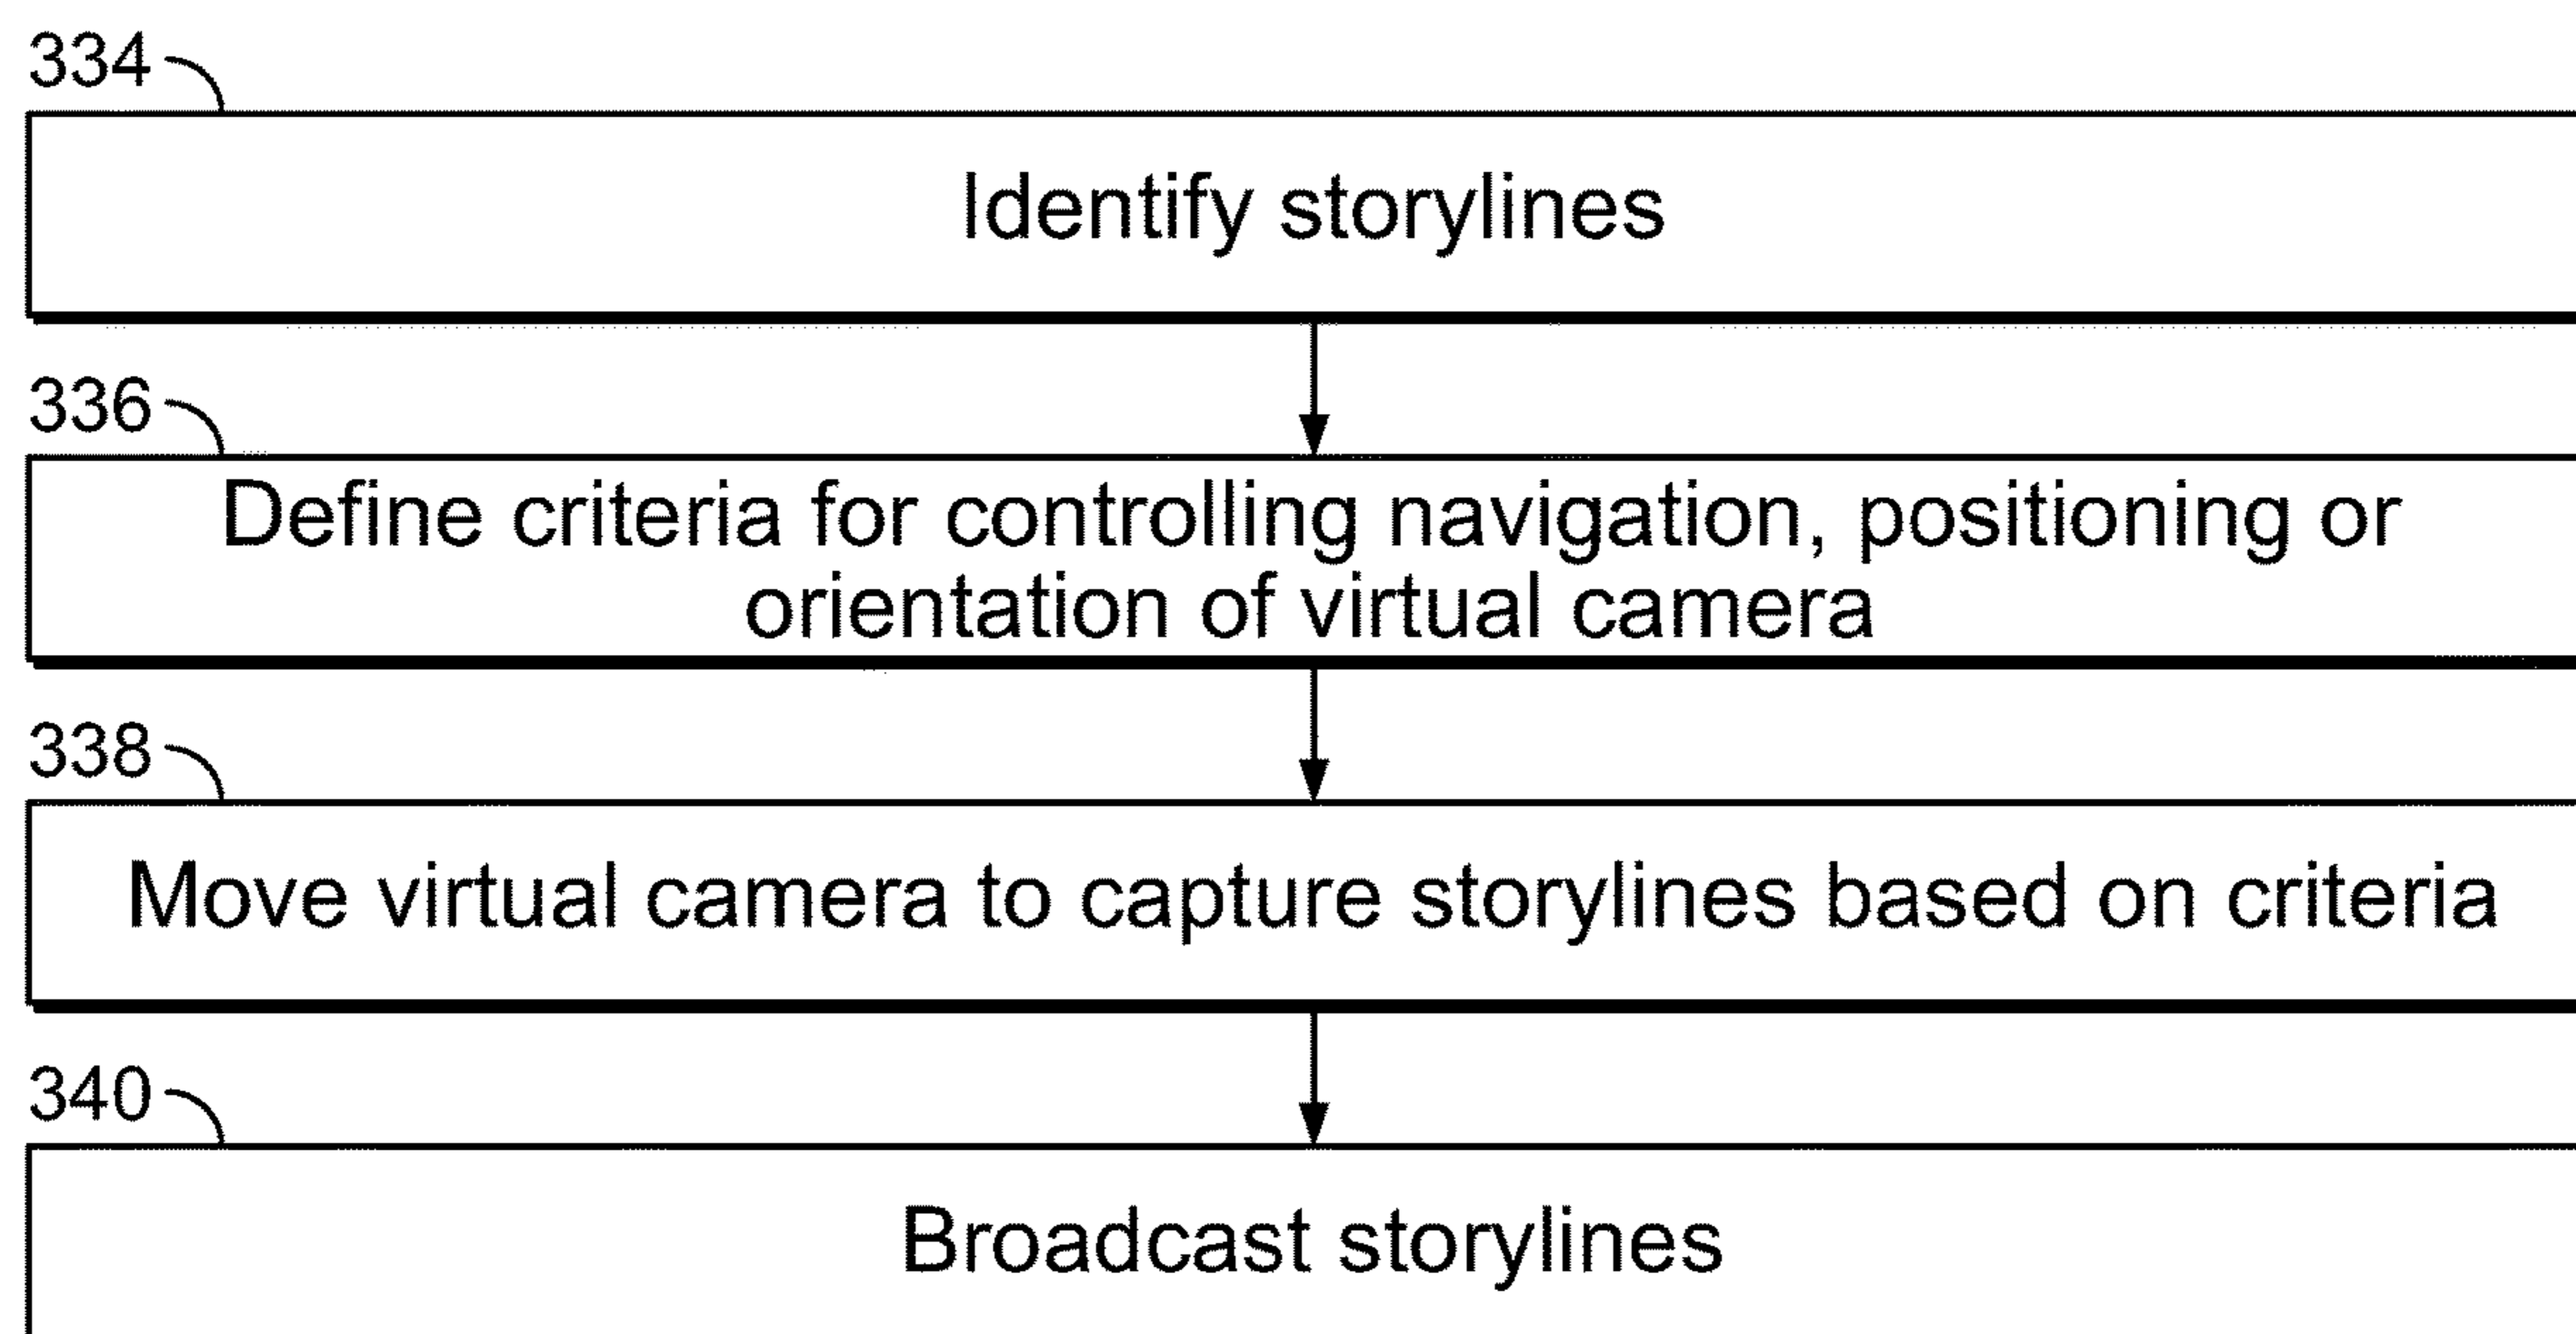 334
Identify storylines
336
Define criteria for controlling navigation, positioning or
orientation of virtual camera
338
Move virtual camera to capture storylines based on criteria
340
Broadcast storylines